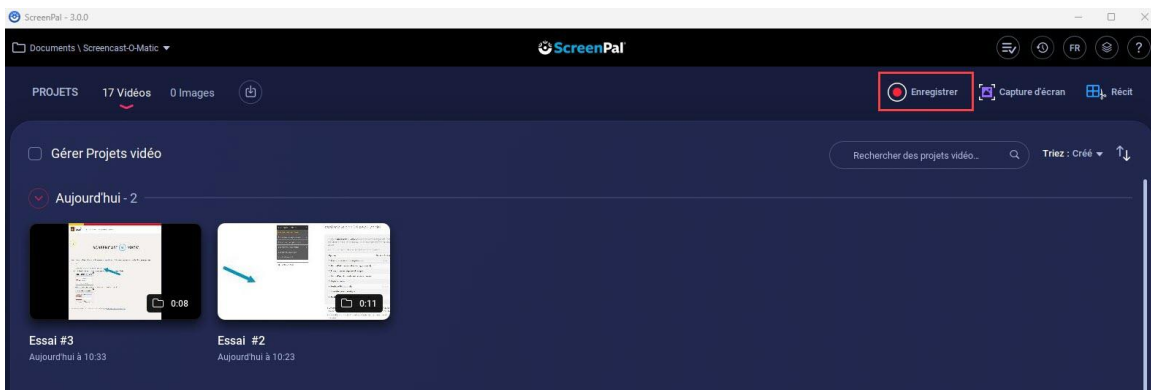 ScreenPal - 3.0.0
Documents \ Screencast-O-Matic
ScreenPal
FR
?
PROJETS 17 Vidéos 0 Images
Enregistrer Capture d'écran Récit
Gérer Projets vidéo
Rechercher des projets vidéo... Triez : Créé
Aujourd'hui - 2
0:08
0:11
Essai #3
Aujourd'hui à 10:33
Essai #2
Aujourd'hui à 10:23